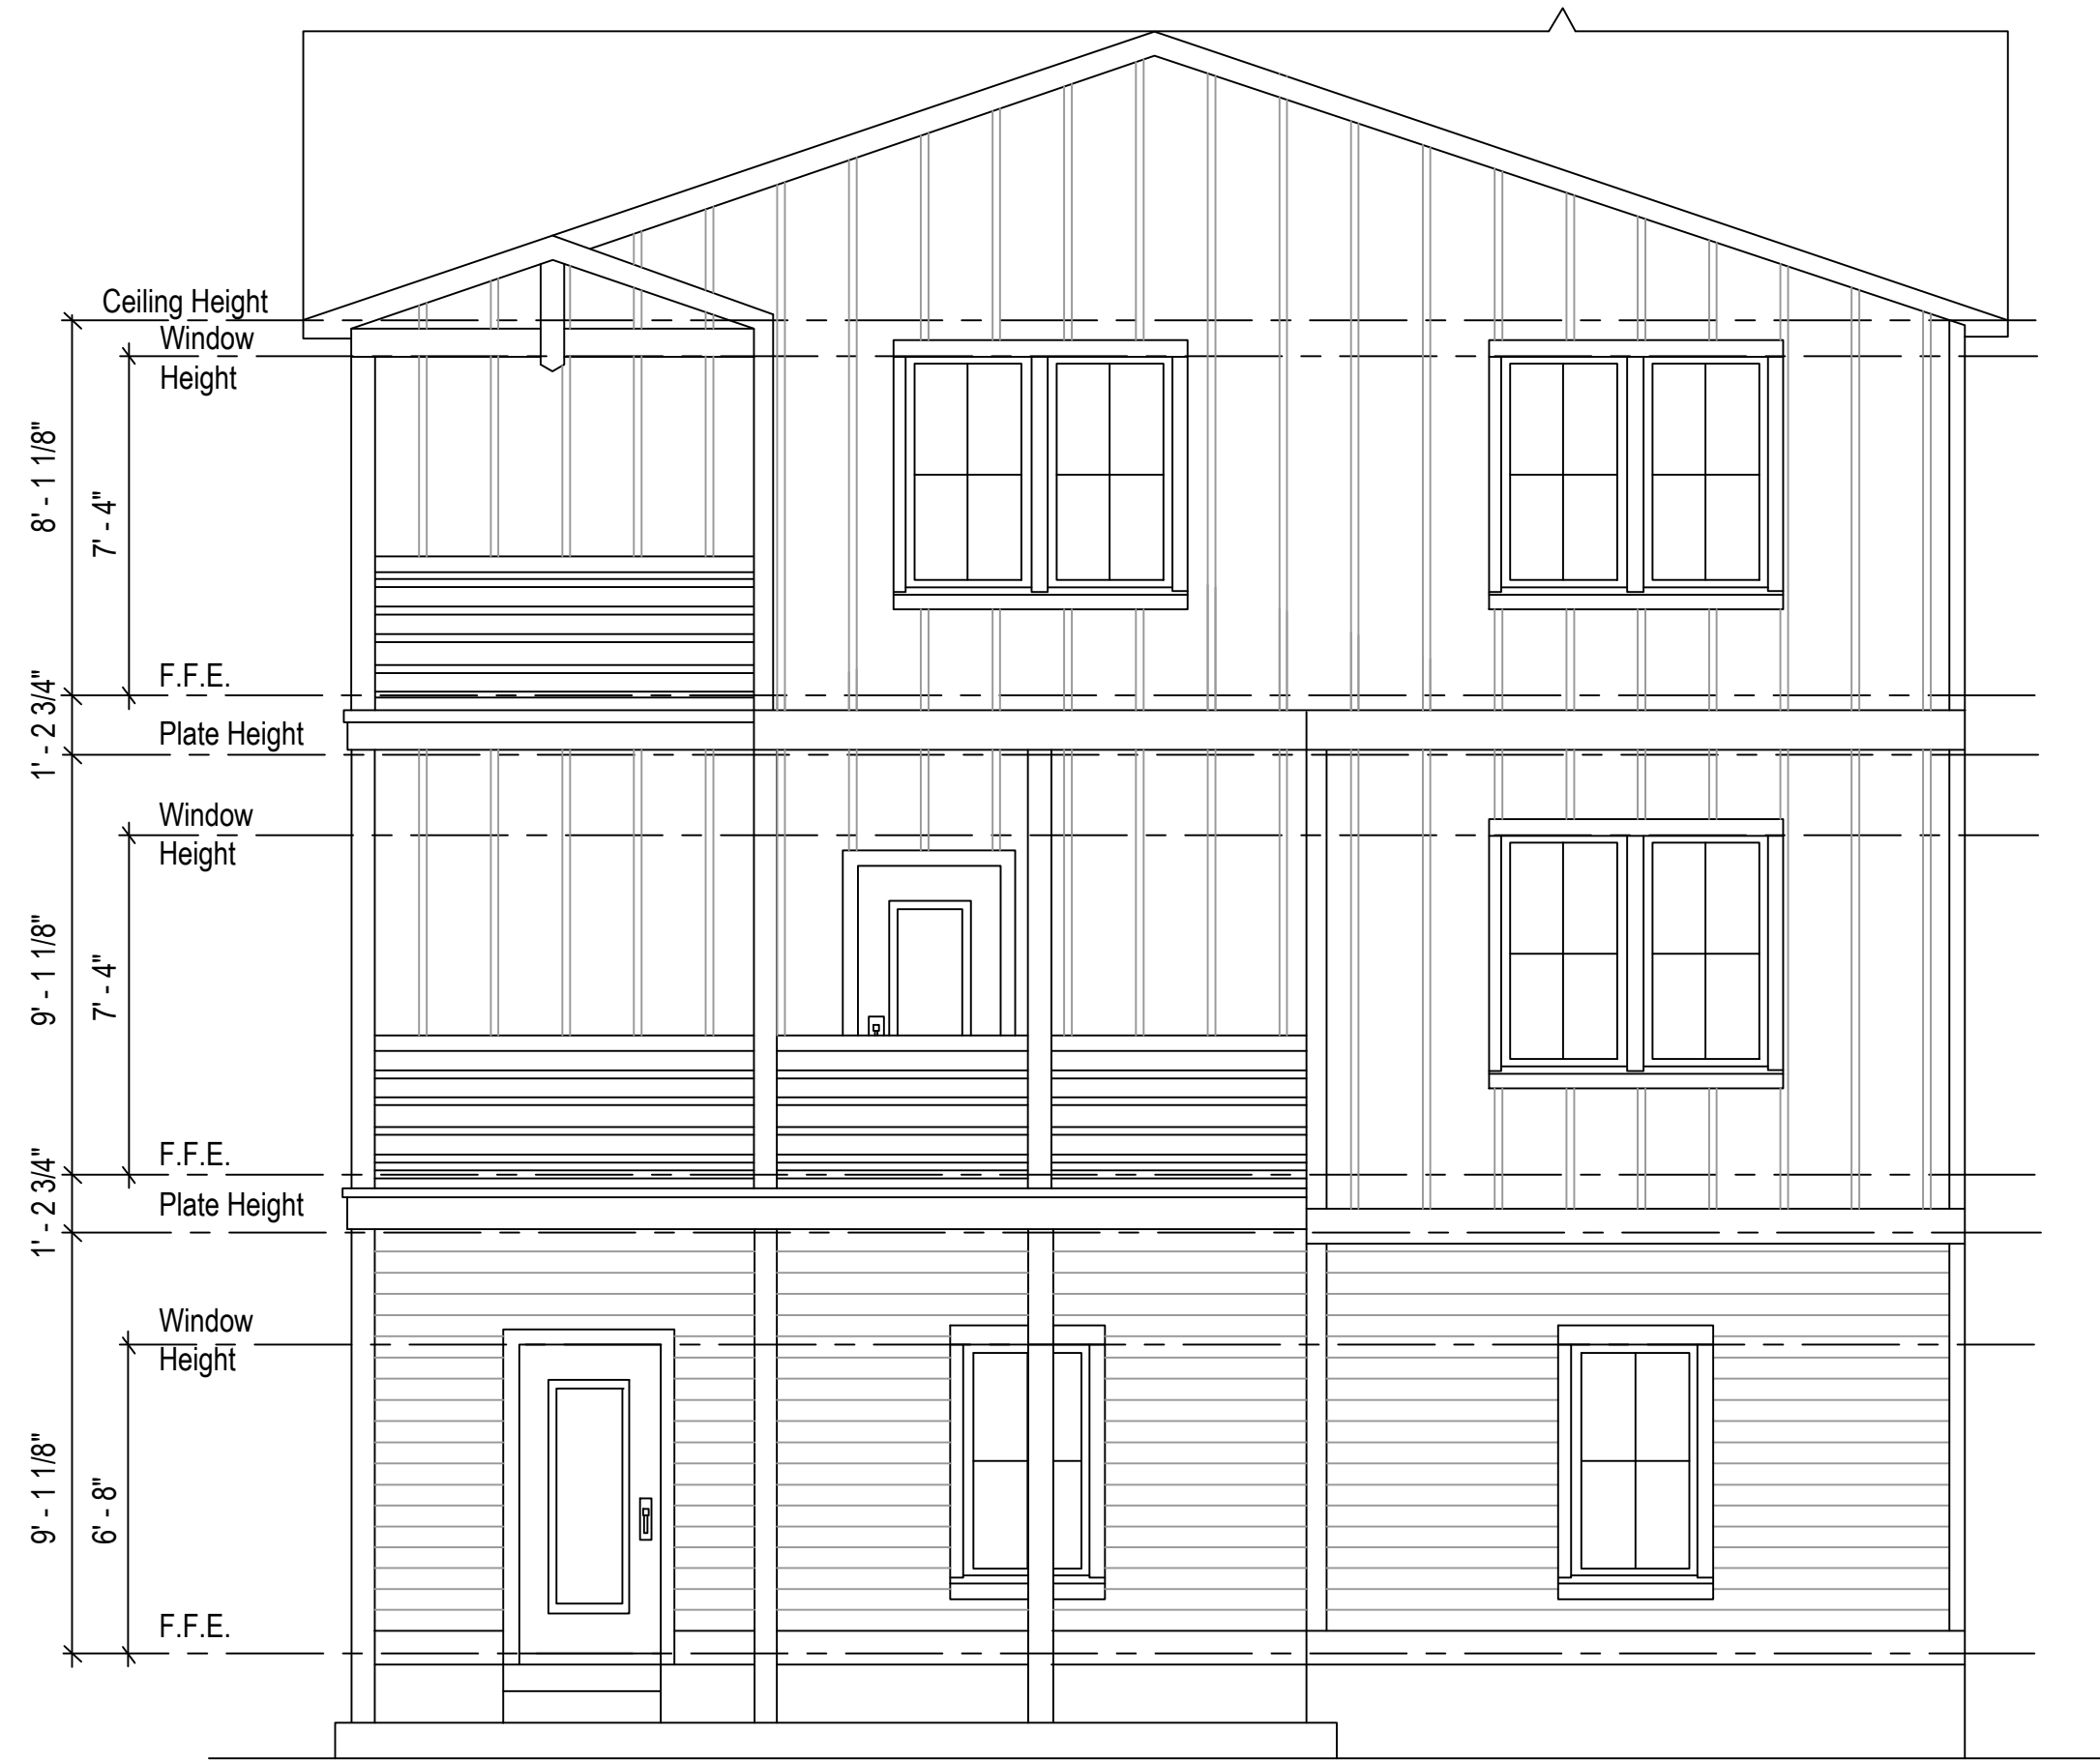 Ceiling Height
Window
Height
8' - 1 1/8"
7' - 4"
F.F.E.
1' - 2 3/4"
Plate Height
Window
Height
9' - 1 1/8"
7' - 4"
F.F.E.
1' - 2 3/4"
Plate Height
Window
Height
9' - 1 1/8"
6' - 8"
F.F.E.